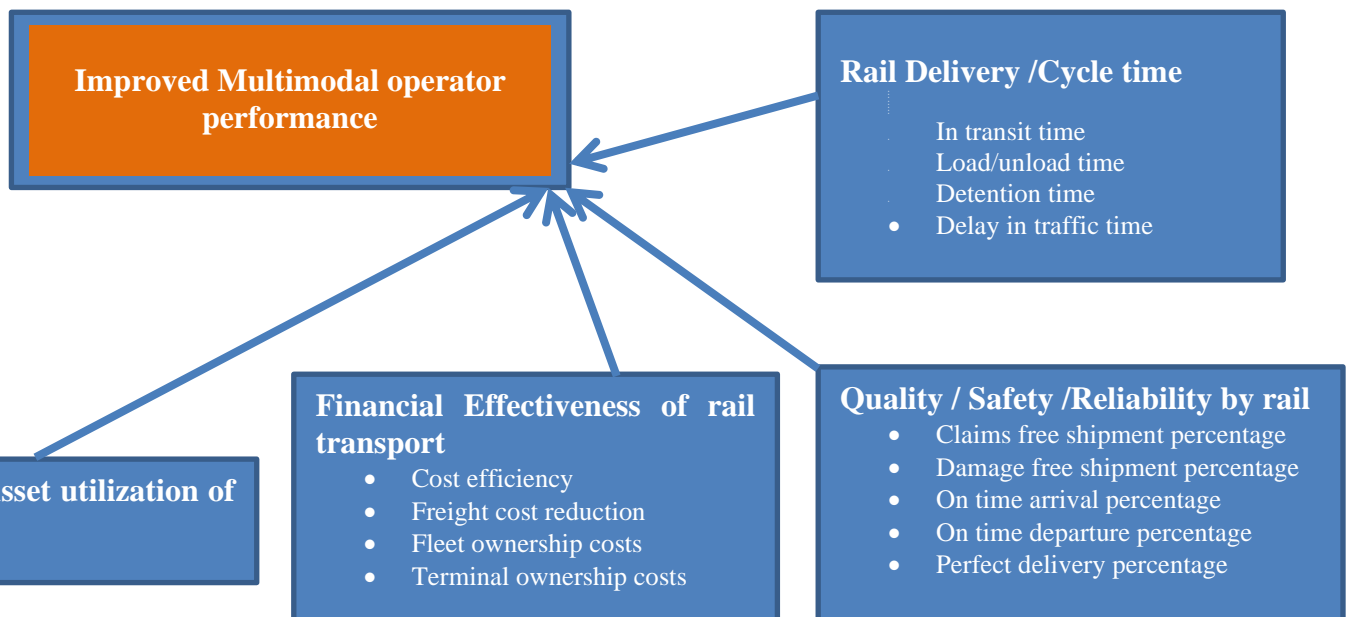 Improved Multimodal operator
performance
Rail Delivery /Cycle time
In transit time
Load/unload time
Detention time
• Delay in traffic time
Financial Effectiveness of rail
transport
• Cost efficiency
• Freight cost reduction
• Fleet ownership costs
• Terminal ownership costs
Quality / Safety /Reliability by rail
• Claims free shipment percentage
• Damage free shipment percentage
• On time arrival percentage
• On time departure percentage
• Perfect delivery percentage
utilization of